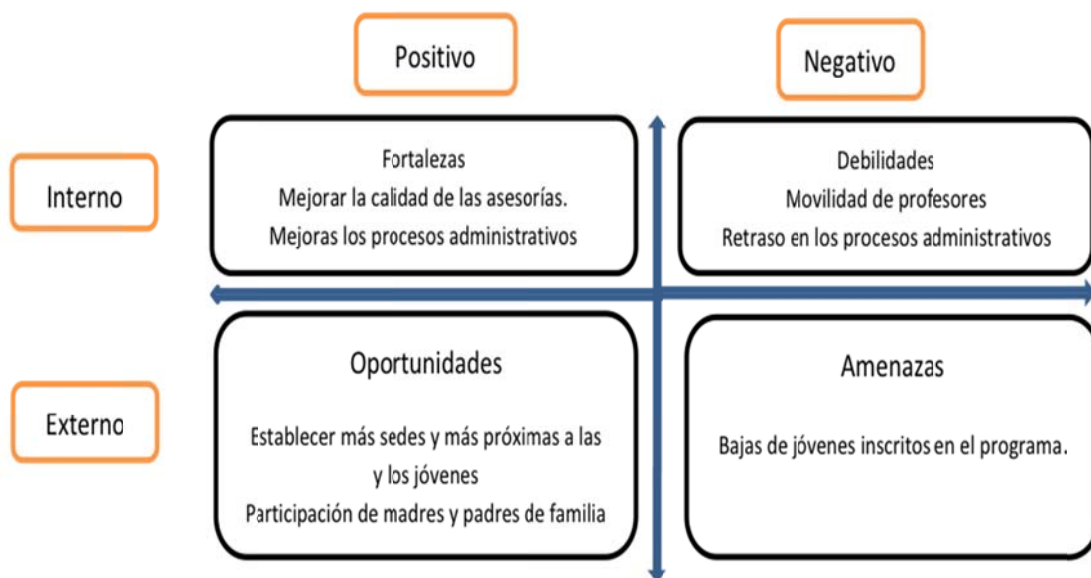 Positivo
Negativo
Interno
Fortalezas
Mejorar la calidad de las asesorías.
Mejoras los procesos administrativos
Debilidades
Movilidad de profesores
Retraso en los procesos administrativos
Externo
Oportunidades
Establecer más sedes y más próximas a las
y los jóvenes
Participación de madres y padres de familia
Amenazas
Bajas de jóvenes inscritos en el programa.